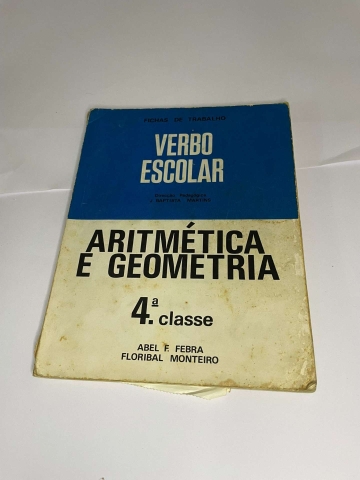 FICHAS DE TRABALHO
VERBO
ESCOLAR
ARITMÉTICA
E GEOMETRIA
4.ª classe
ABEL F. FEBRA
FLORIBAL MONTEIRO